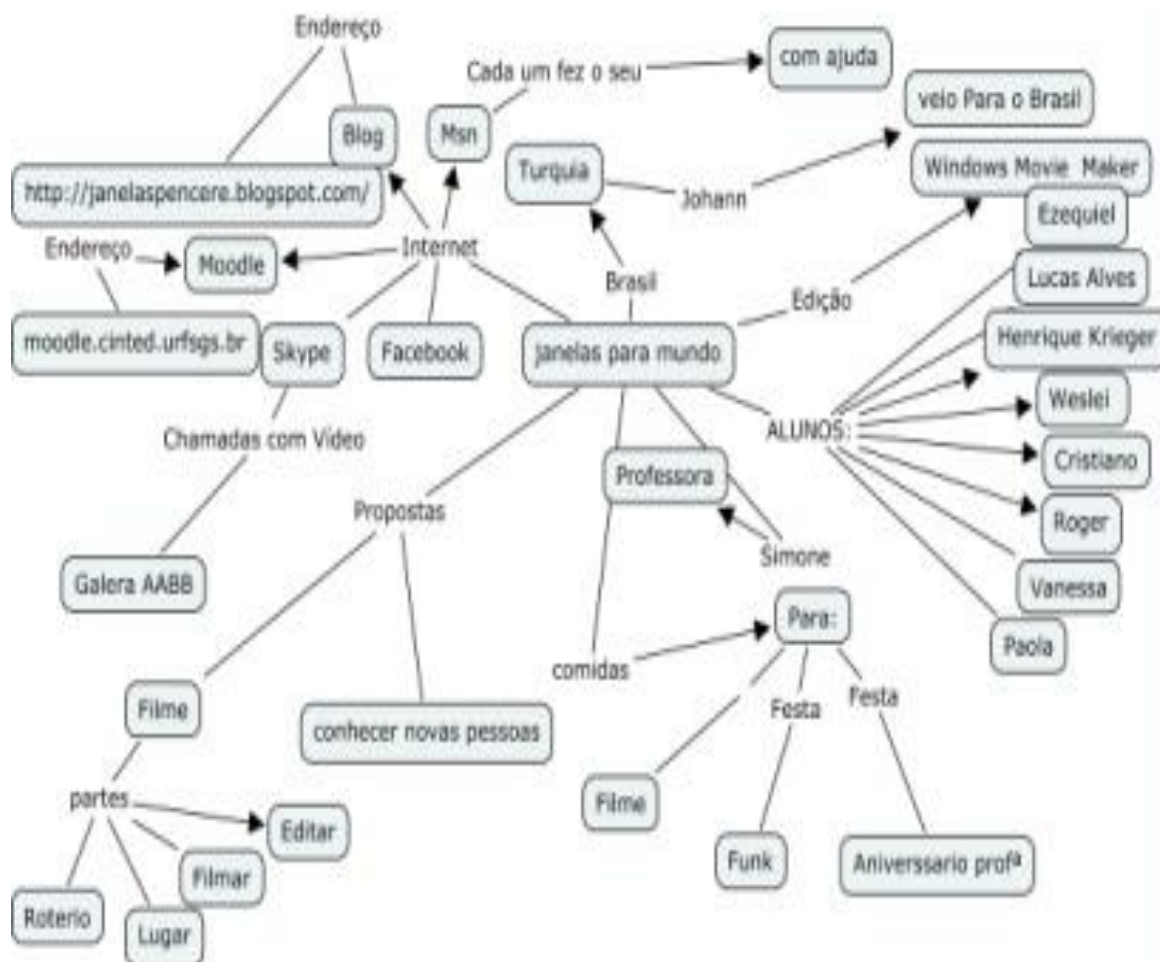 Endereço
Cada um fez o seu
com ajuda
Blog
Msn
veio Para o Brasil
Turquia
Windows Movie Maker
http://janelaspencere.blogspot.com/
Johann
Ezequiel
Endereço
Moodle
Internet
Brasil
Edição
Lucas Alves
moodle.cinted.urfsgs.br
Skype
Facebook
janelas para mundo
Henrique Krieger
Weslei
Chamadas com Vídeo
ALUNOS:
Cristiano
Professora
Propostas
Roger
Simone
Galera AABB
Vanessa
Para:
Paola
comidas
Filme
conhecer novas pessoas
Festa
Festa
partes
Filme
Editar
Funk
Aniverssario profª
Filmar
Roterio
Lugar